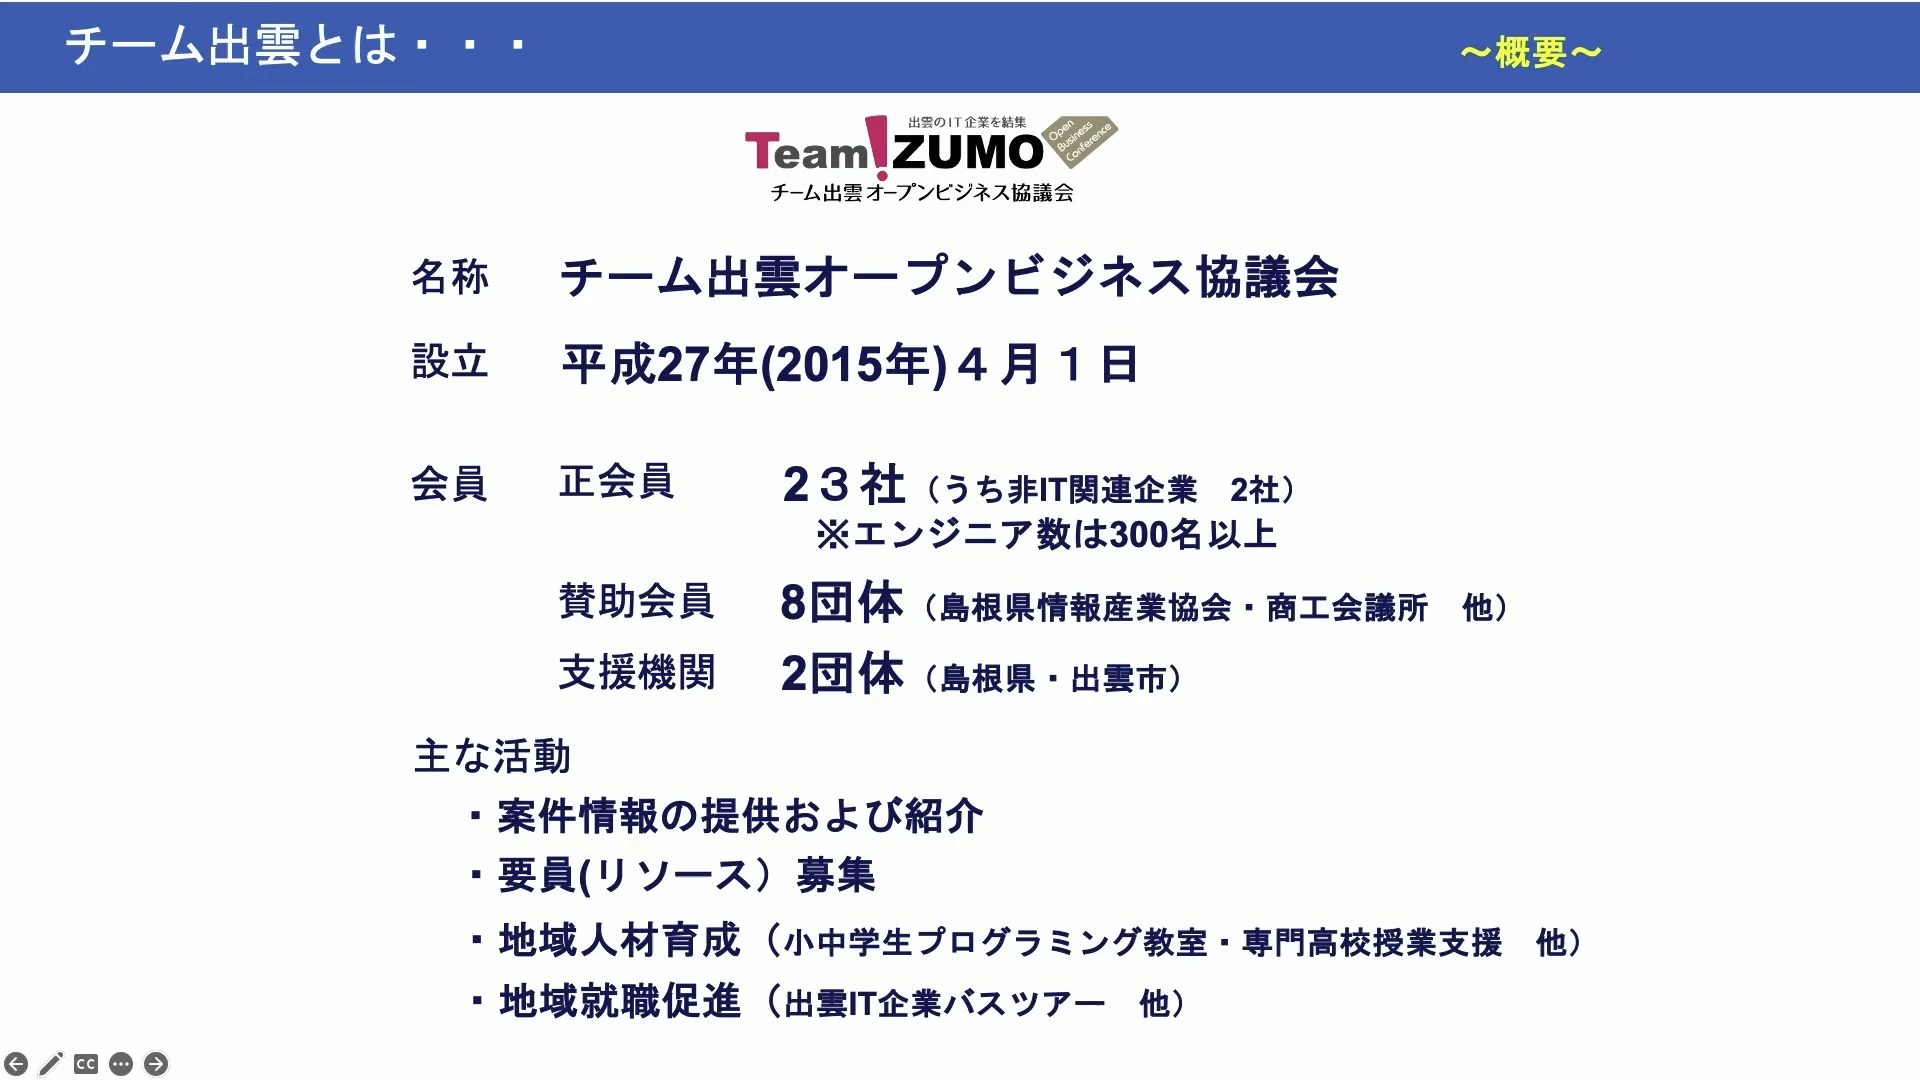 チーム出雲とは・・・
～概要～
出雲のIT企業を結集
Team!ZUMO
Open Business Conference
チーム出雲オープンビジネス協議会
名称 チーム出雲オープンビジネス協議会
設立 平成27年(2015年)４月１日
会員 正会員 2３社（うち非IT関連企業 2社）
※エンジニア数は300名以上
賛助会員 8団体（島根県情報産業協会・商工会議所 他）
支援機関 2団体（島根県・出雲市）
主な活動
・案件情報の提供および紹介
・要員(リソース）募集
・地域人材育成（小中学生プログラミング教室・専門高校授業支援 他）
・地域就職促進（出雲IT企業バスツアー 他）
CC